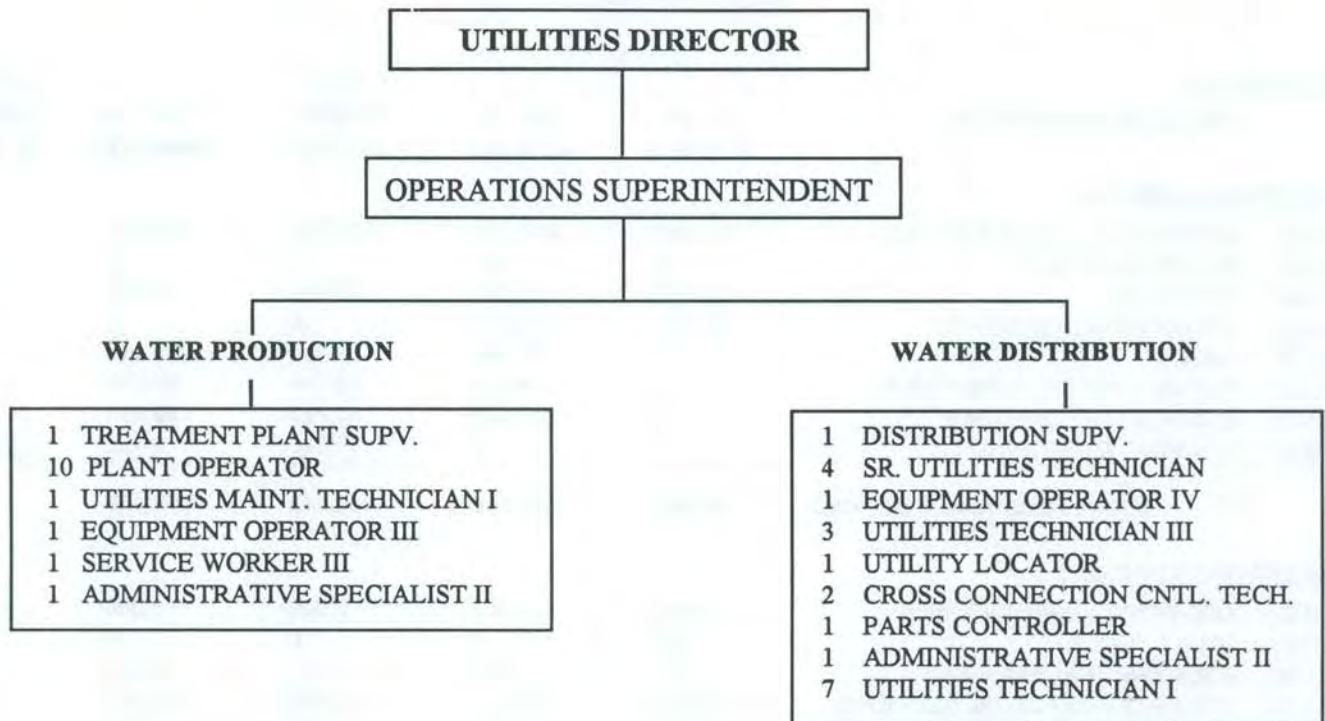 UTILITIES DIRECTOR
OPERATIONS SUPERINTENDENT
WATER PRODUCTION
1 TREATMENT PLANT SUPV.
10 PLANT OPERATOR
1 UTILITIES MAINT. TECHNICIAN I
1 EQUIPMENT OPERATOR III
1 SERVICE WORKER III
1 ADMINISTRATIVE SPECIALIST II
WATER DISTRIBUTION
1 DISTRIBUTION SUPV.
4 SR. UTILITIES TECHNICIAN
1 EQUIPMENT OPERATOR IV
3 UTILITIES TECHNICIAN III
1 UTILITY LOCATOR
2 CROSS CONNECTION CNTL. TECH.
1 PARTS CONTROLLER
1 ADMINISTRATIVE SPECIALIST II
7 UTILITIES TECHNICIAN I